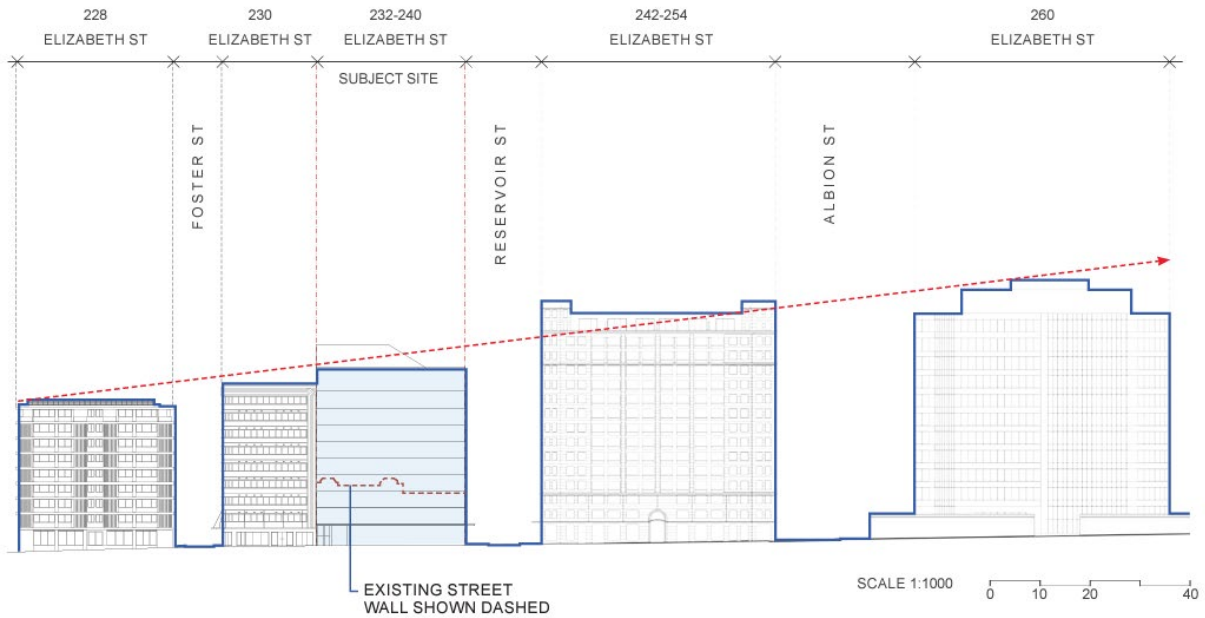 228
ELIZABETH ST
230
ELIZABETH ST
232-240
ELIZABETH ST
SUBJECT SITE
242-254
ELIZABETH ST
260
ELIZABETH ST
FOSTER ST
RESERVOIR ST
ALBION ST
EXISTING STREET
WALL SHOWN DASHED
SCALE 1:1000
0 10 20 40